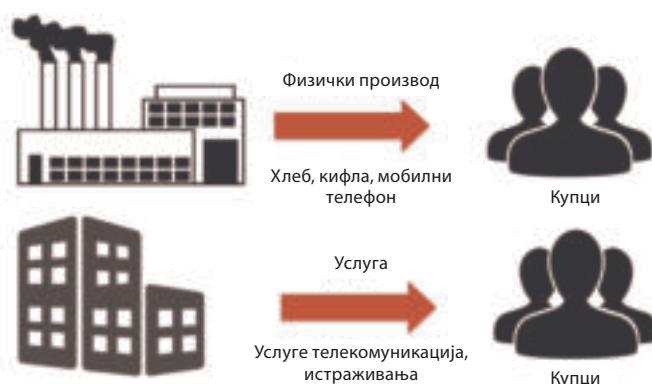 Физички производ
Хлеб, кифла, мобилни
телефон
Купци
Услуга
Услуге телекомуникација,
истраживања
Купци